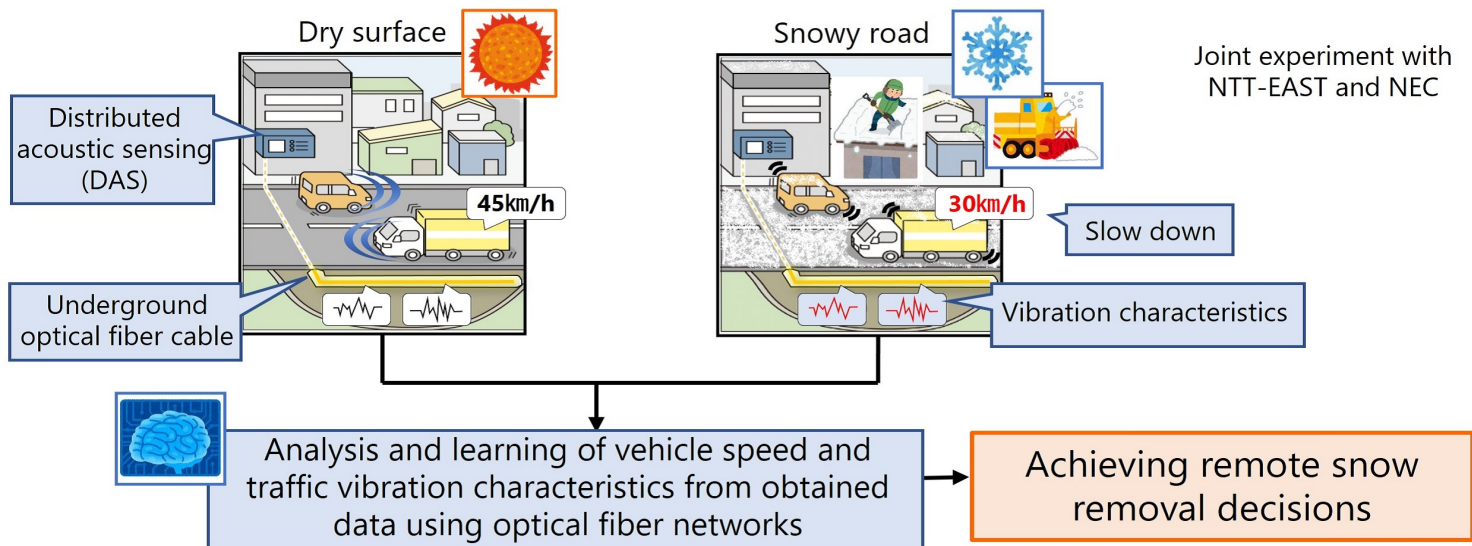 Dry surface
Snowy road
Joint experiment with
NTT-EAST and NEC
Distributed
acoustic sensing
(DAS)
45km/h
30km/h
Slow down
Underground
optical fiber cable
Vibration characteristics
Analysis and learning of vehicle speed and
traffic vibration characteristics from obtained
data using optical fiber networks
Achieving remote snow
removal decisions